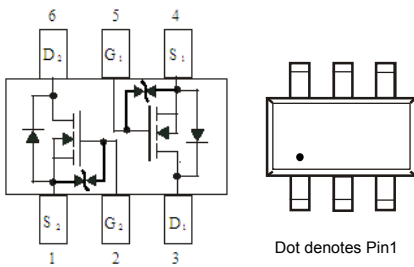 6 5 4
D₂ G₁ S₁
S₂ G₂ D₁
1 2 3
Dot denotes Pin1